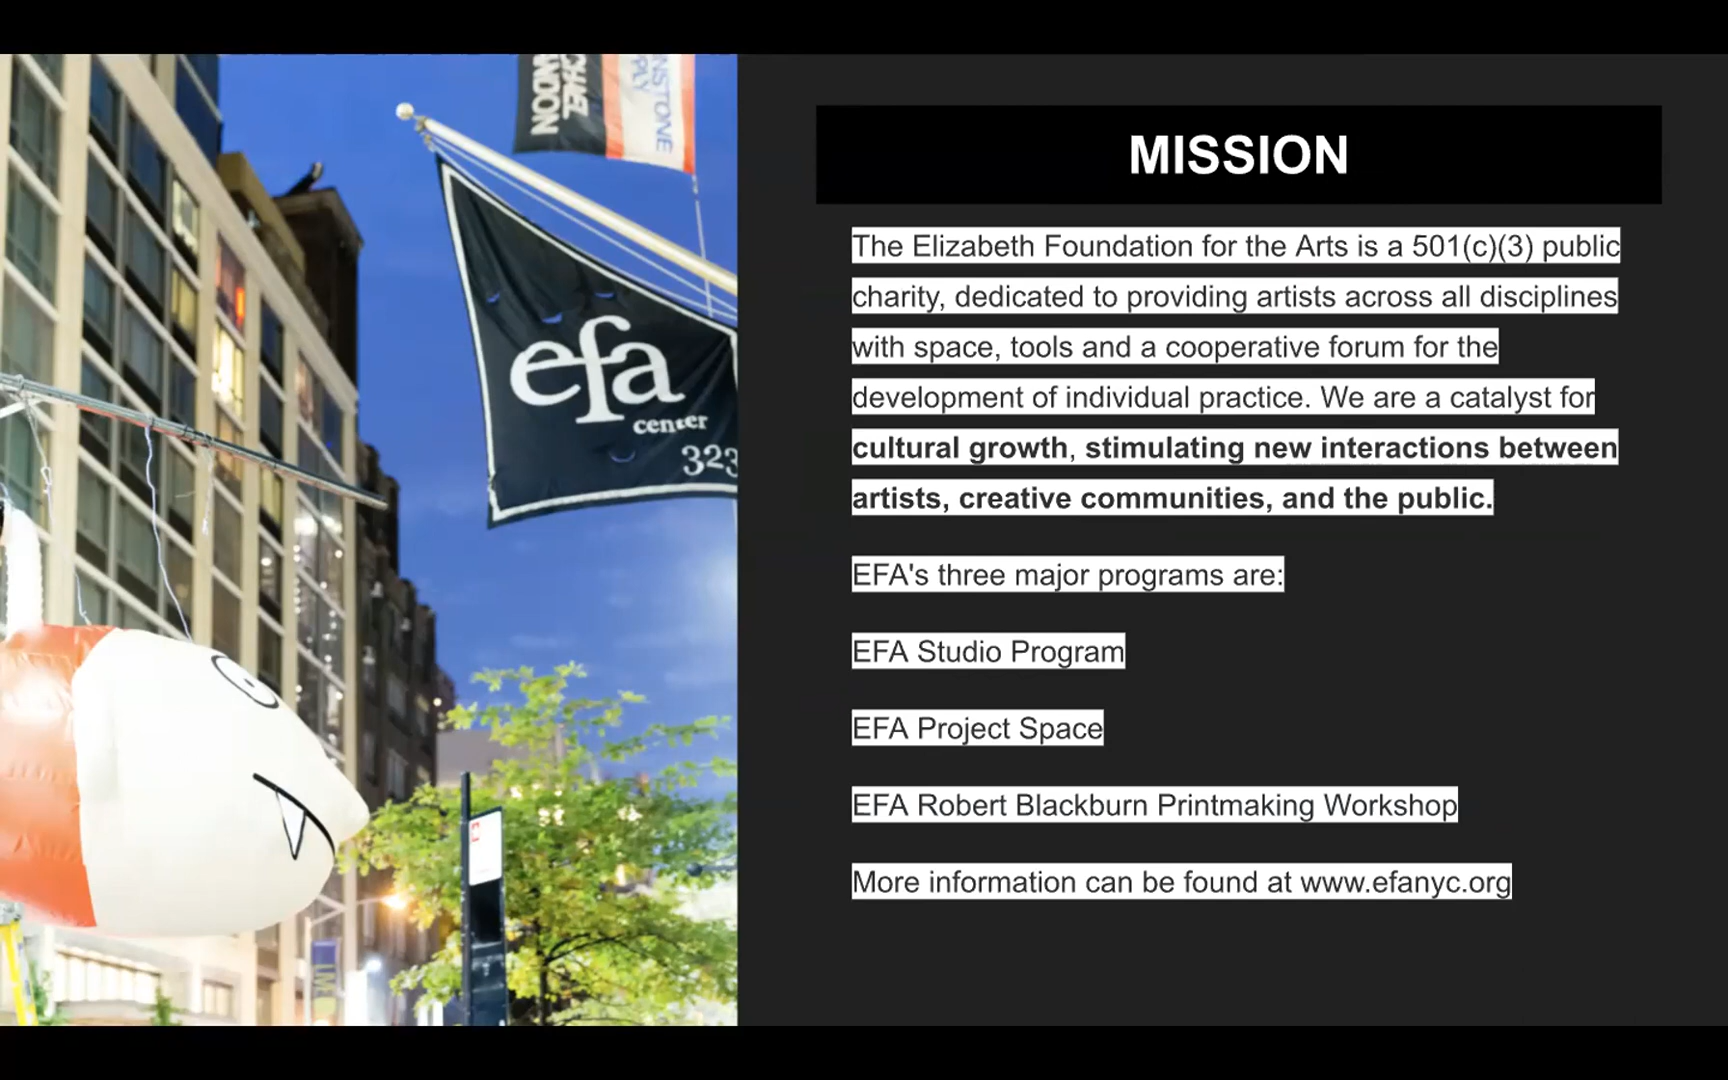 MISSION
The Elizabeth Foundation for the Arts is a 501(c)(3) public
charity, dedicated to providing artists across all disciplines
with space, tools and a cooperative forum for the
development of individual practice. We are a catalyst for
cultural growth, stimulating new interactions between
artists, creative communities, and the public.
EFA's three major programs are:
EFA Studio Program
EFA Project Space
EFA Robert Blackburn Printmaking Workshop
More information can be found at www.efanyc.org
efa
center
323